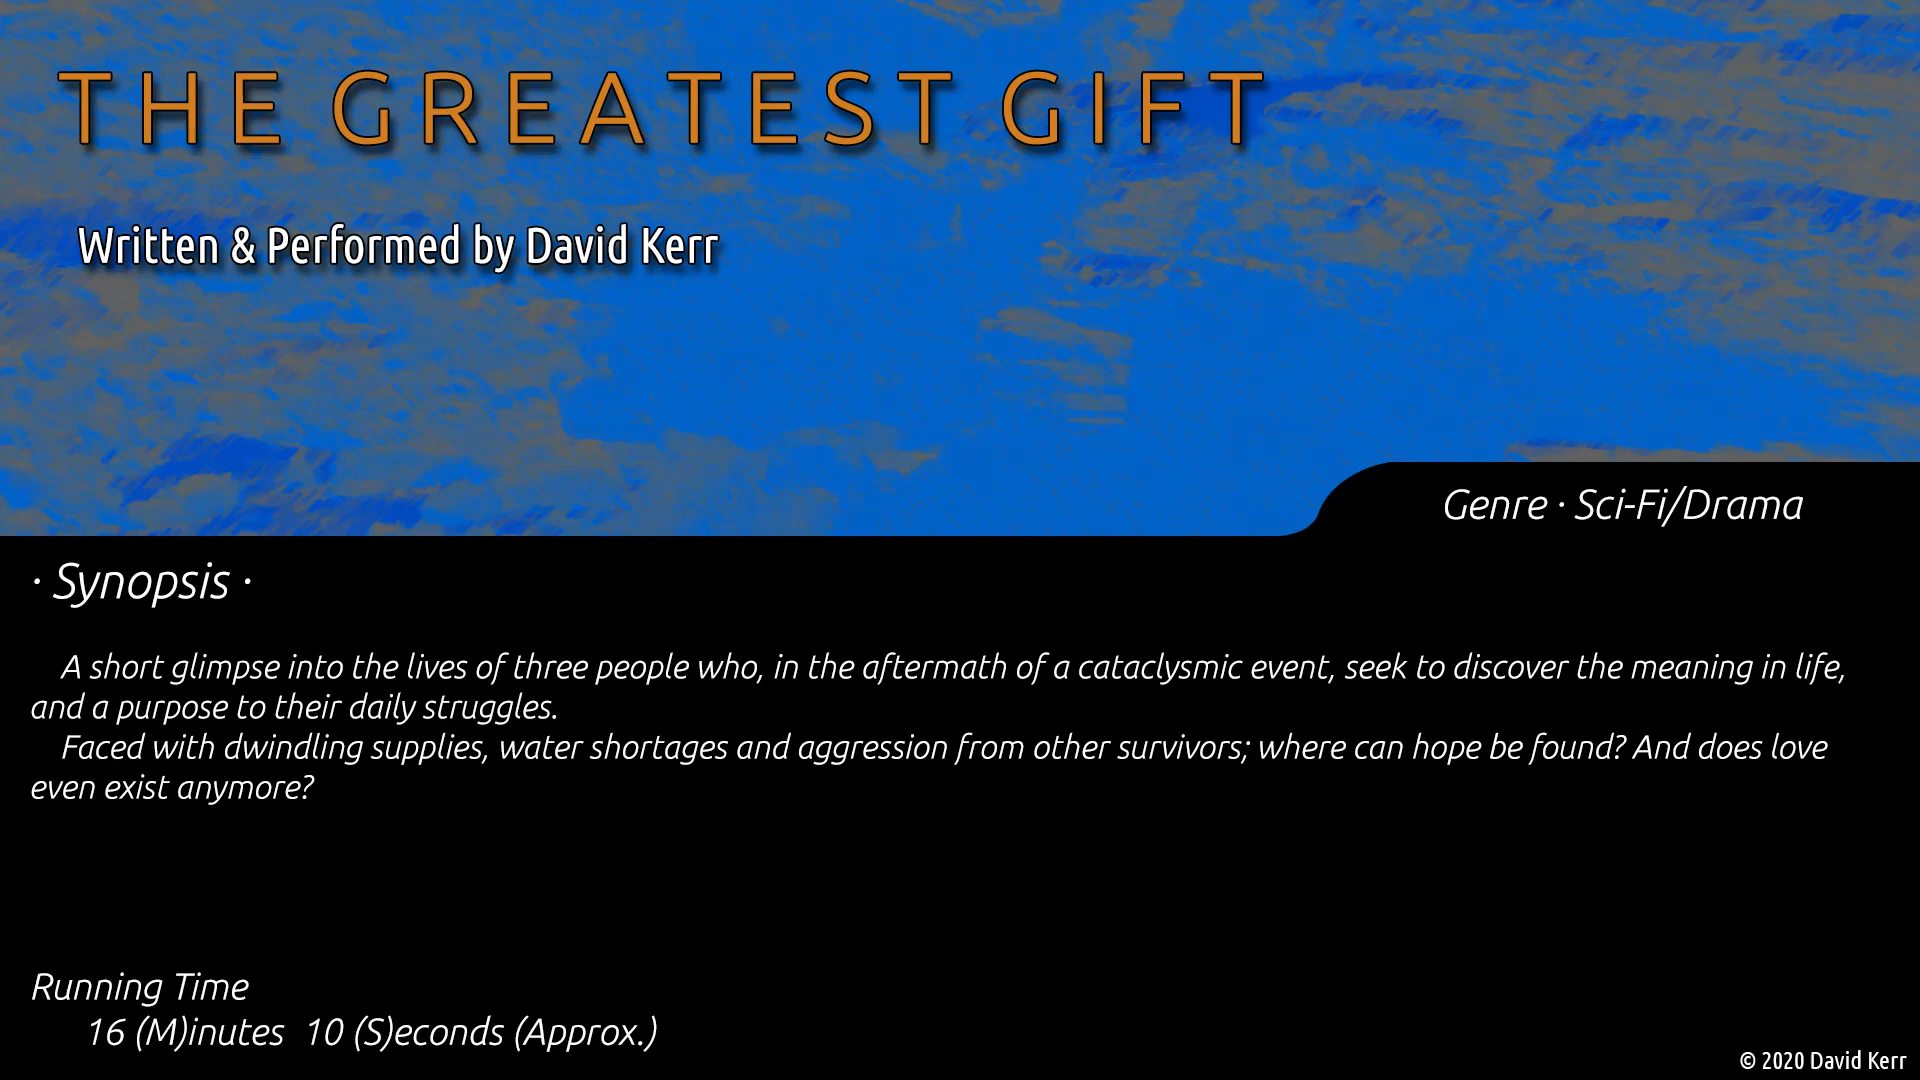 THE GREATEST GIFT
Written & Performed by David Kerr
Genre · Sci-Fi/Drama
· Synopsis ·
A short glimpse into the lives of three people who, in the aftermath of a cataclysmic event, seek to discover the meaning in life,
and a purpose to their daily struggles.
Faced with dwindling supplies, water shortages and aggression from other survivors; where can hope be found? And does love
even exist anymore?
Running Time
16 (M)inutes  10 (S)econds (Approx.)
© 2020 David Kerr